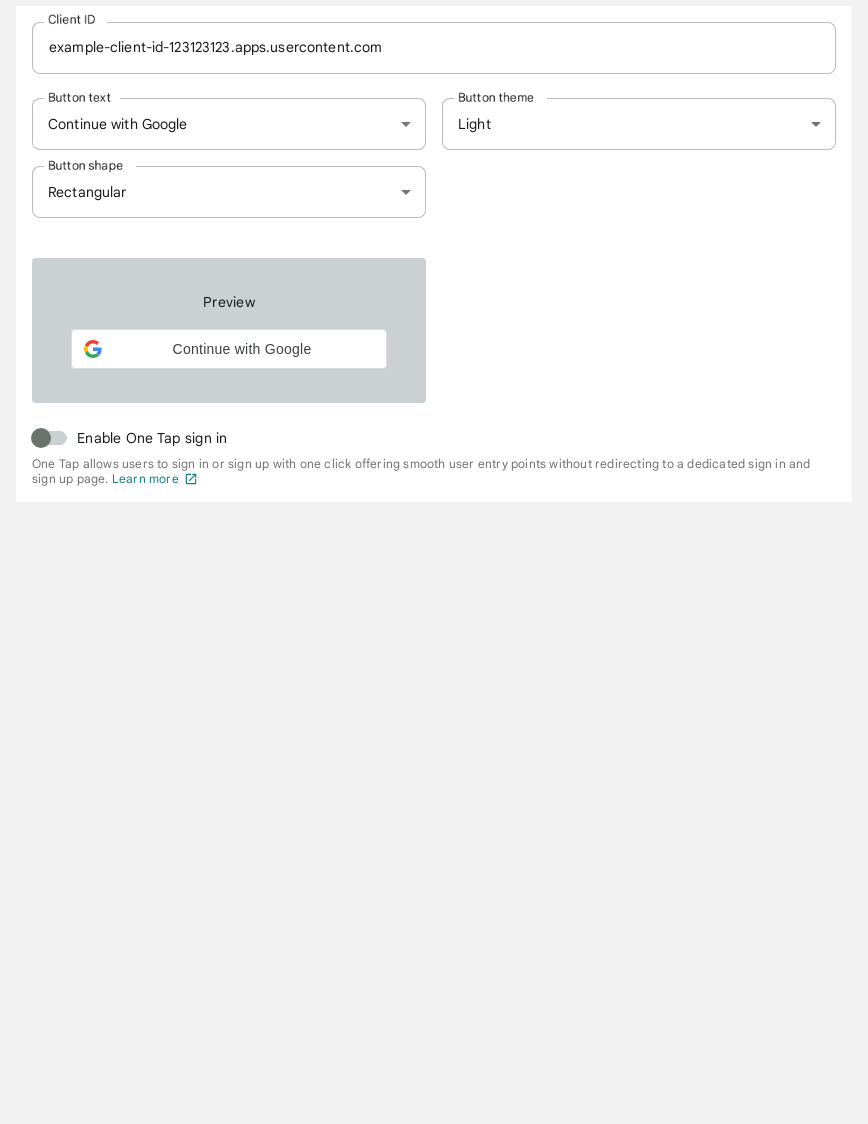 Client ID
example-client-id-123123123.apps.usercontent.com
Button text
Continue with Google
Button theme
Light
Button shape
Rectangular
Preview
Continue with Google
Enable One Tap sign in
One Tap allows users to sign in or sign up with one click offering smooth user entry points without redirecting to a dedicated sign in and
sign up page. Learn more